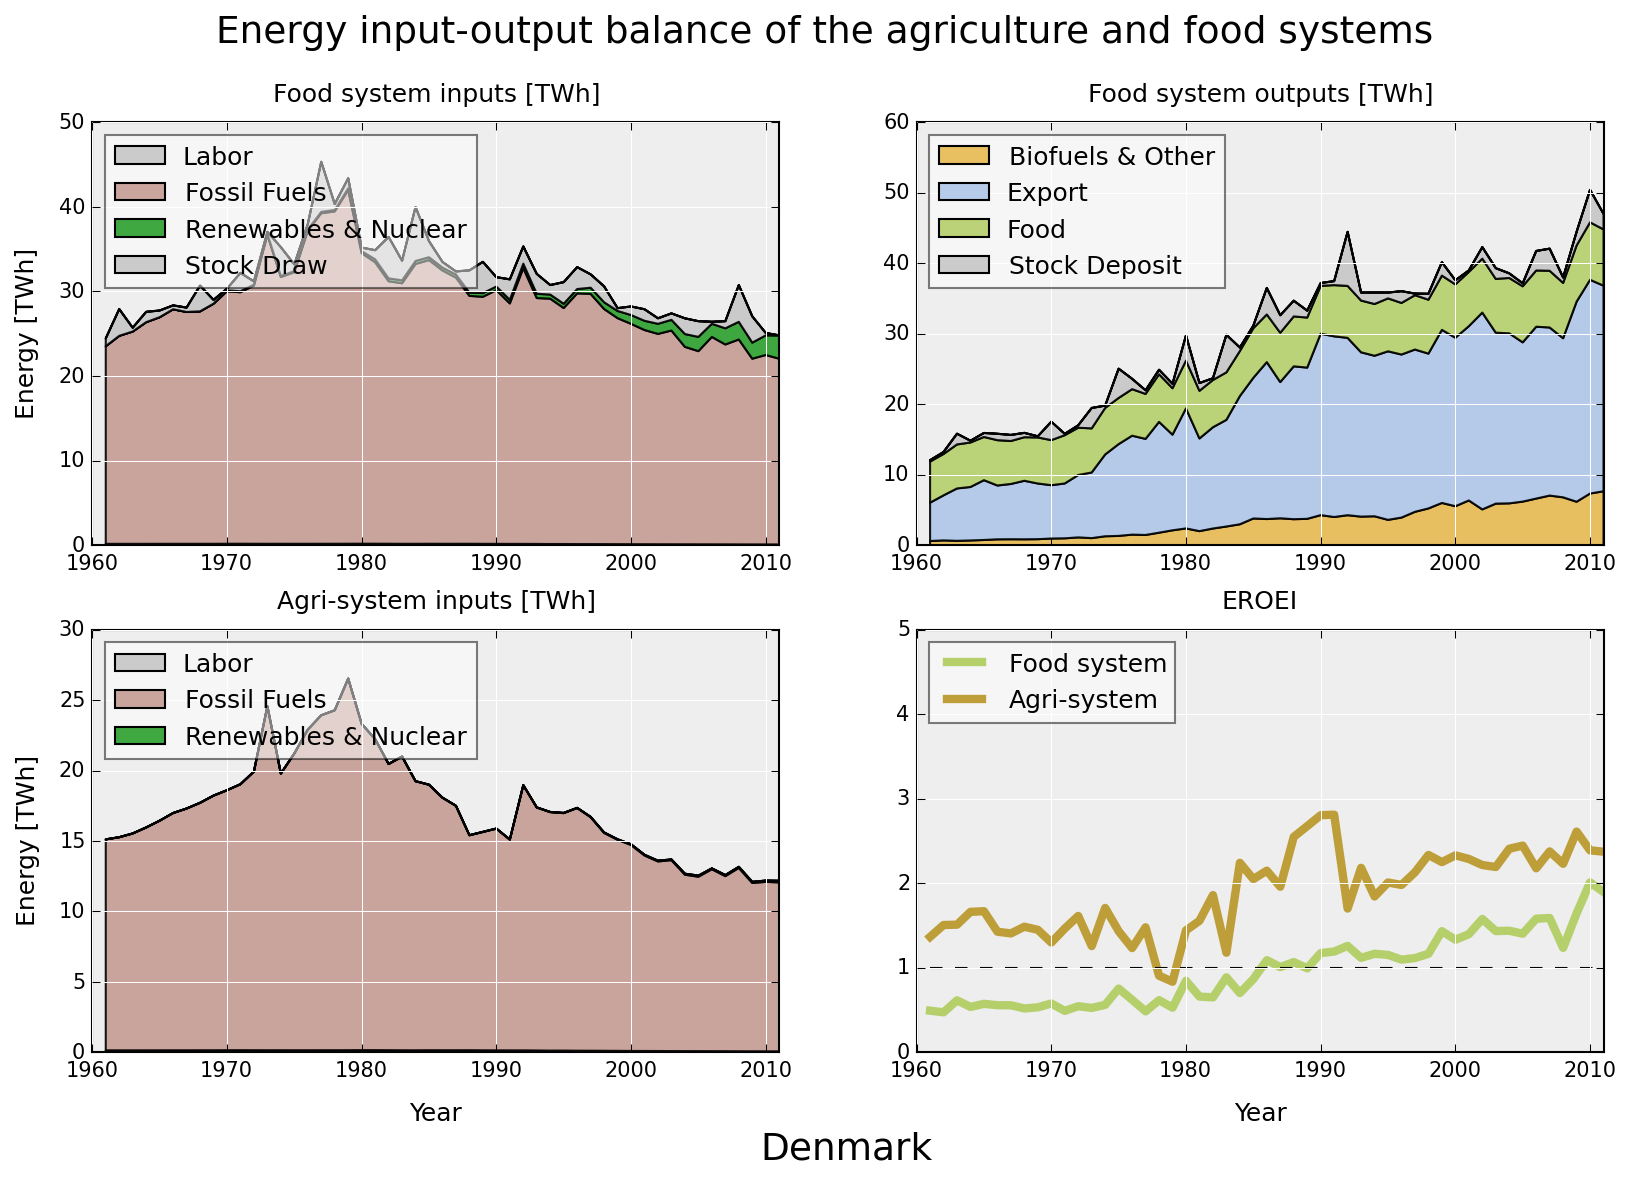 Energy input-output balance of the agriculture and food systems
Food system inputs [TWh]
Energy [TWh]
50
40
30
20
10
0
Labor
Fossil Fuels
Renewables & Nuclear
Stock Draw
1960 1970 1980 1990 2000 2010
Food system outputs [TWh]
60
50
40
30
20
10
0
Biofuels & Other
Export
Food
Stock Deposit
1960 1970 1980 1990 2000 2010
Agri-system inputs [TWh]
Energy [TWh]
30
25
20
15
10
5
0
Labor
Fossil Fuels
Renewables & Nuclear
1960 1970 1980 1990 2000 2010
Year
EROEI
5
4
3
2
1
0
Food system
Agri-system
1960 1970 1980 1990 2000 2010
Year
Denmark